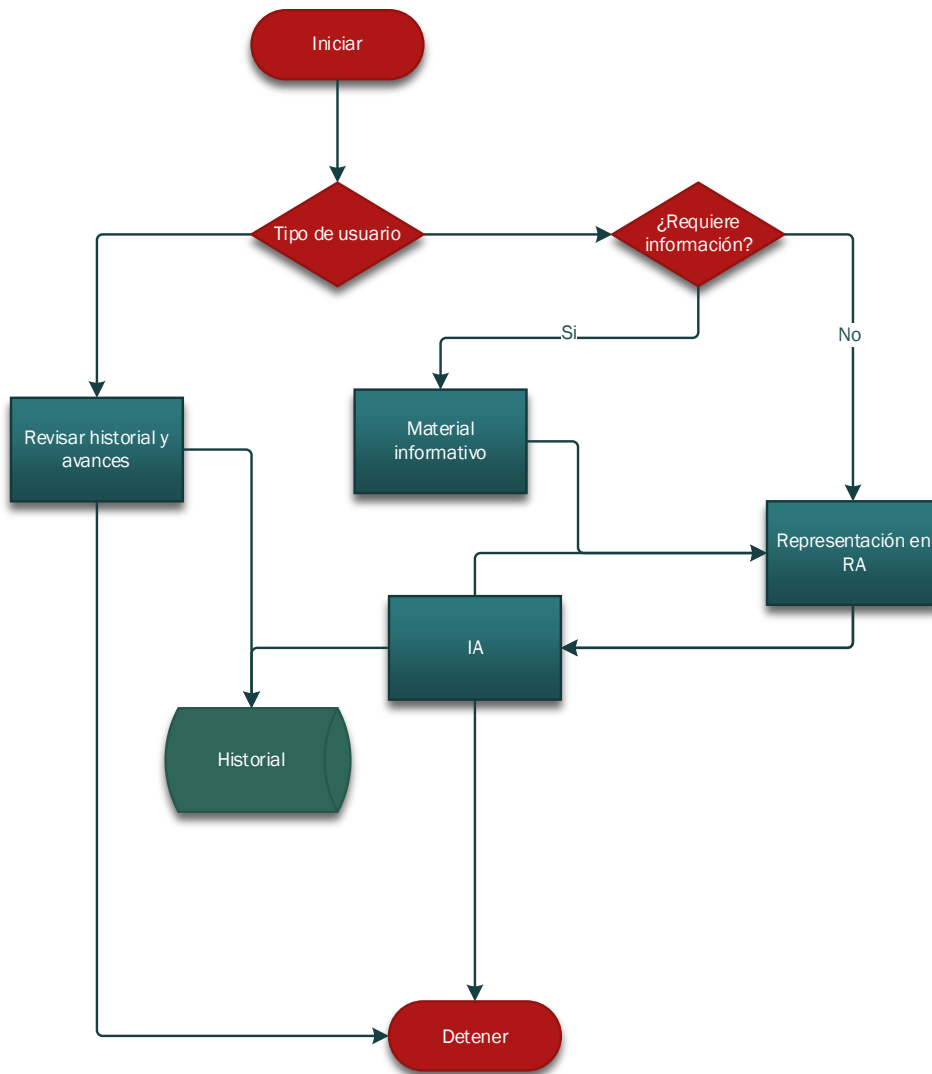 Iniciar
Tipo de usuario
¿Requiere
información?
Si
No
Revisar historial y
avances
Material
informativo
Representación en
RA
IA
Historial
Detener